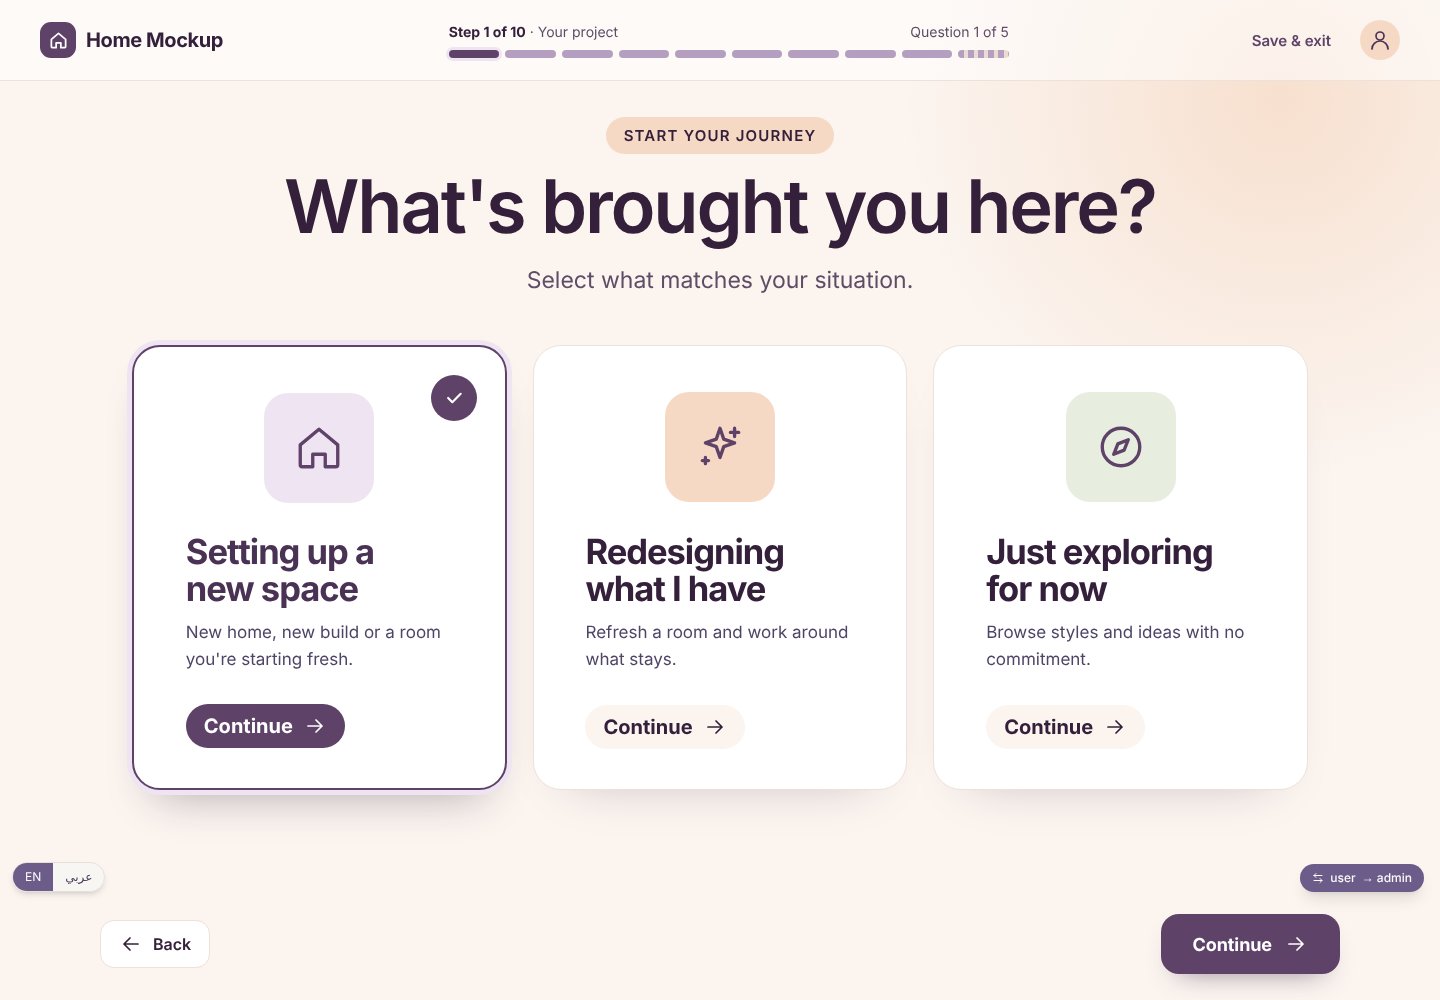 Home Mockup
Step 1 of 10 · Your project
Question 1 of 5
Save & exit
START YOUR JOURNEY
What's brought you here?
Select what matches your situation.
Setting up a
new space
New home, new build or a room
you're starting fresh.
Continue
Redesigning
what I have
Refresh a room and work around
what stays.
Continue
Just exploring
for now
Browse styles and ideas with no
commitment.
Continue
EN
عربي
user → admin
Back
Continue